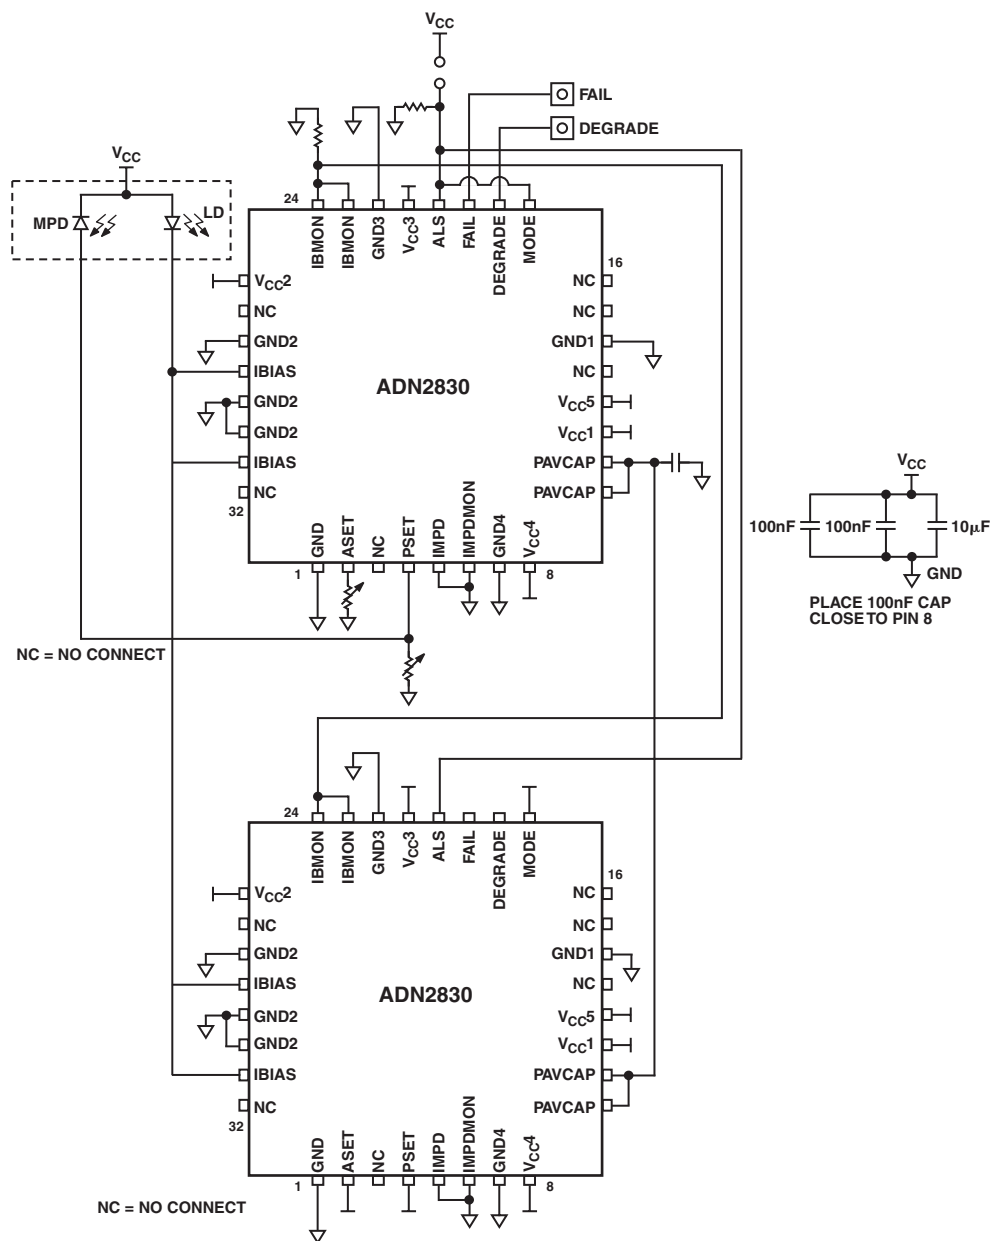 VCC
FAIL
DEGRADE
VCC
MPD
LD
24
IBMON
IBMON
GND3
VCC3
ALS
FAIL
DEGRADE
MODE
16
VCC2
NC
GND2
IBIAS
GND2
GND2
IBIAS
NC
32
ADN2830
NC
NC
GND1
NC
VCC5
VCC1
PAVCAP
PAVCAP
1
GND
ASET
NC
PSET
IMPD
IMPDMON
GND4
VCC4
8
NC = NO CONNECT
VCC
100nF
100nF
10μF
GND
PLACE 100nF CAP
CLOSE TO PIN 8
24
IBMON
IBMON
GND3
VCC3
ALS
FAIL
DEGRADE
MODE
16
VCC2
NC
GND2
IBIAS
GND2
GND2
IBIAS
NC
32
ADN2830
NC
NC
GND1
NC
VCC5
VCC1
PAVCAP
PAVCAP
1
GND
ASET
NC
PSET
IMPD
IMPDMON
GND4
VCC4
8
NC = NO CONNECT